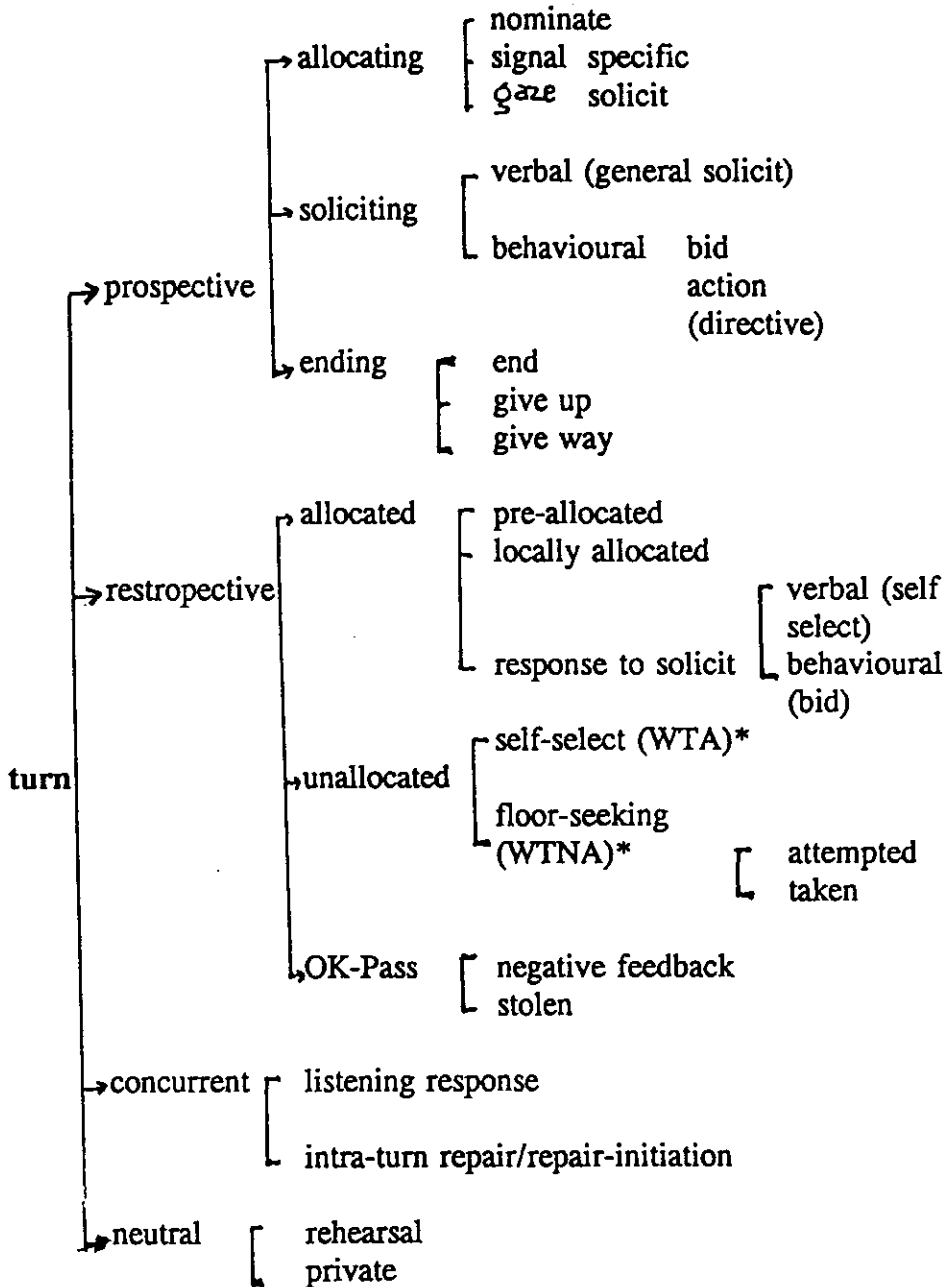 nominate
allocating signal specific
gaze solicit
verbal (general solicit)
soliciting
behavioural bid
prospective action
(directive)
ending end
give up
give way
allocated pre-allocated
locally allocated
restropective verbal (self
select)
response to solicit behavioural
(bid)
self-select (WTA)*
turn unallocated
floor-seeking
(WTNA)* attempted
taken
OK-Pass negative feedback
stolen
concurrent listening response
intra-turn repair/repair-initiation
neutral rehearsal
private